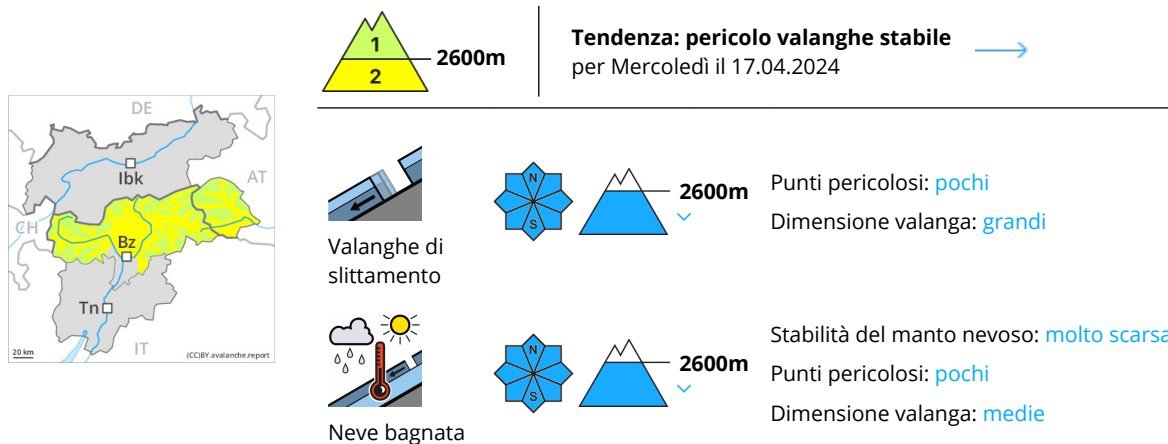 1
2
2600m
Tendenza: pericolo valanghe stabile
per Mercoledì il 17.04.2024
DE
Ibk
AT
CH
Bz
Tn
IT
20 km
(CC)BY avalanche.report
Valanghe di
slittamento
N
S
2600m
Punti pericolosi: pochi
Dimensione valanga: grandi
Neve bagnata
N
S
2600m
Stabilità del manto nevoso: molto scarsa
Punti pericolosi: pochi
Dimensione valanga: medie